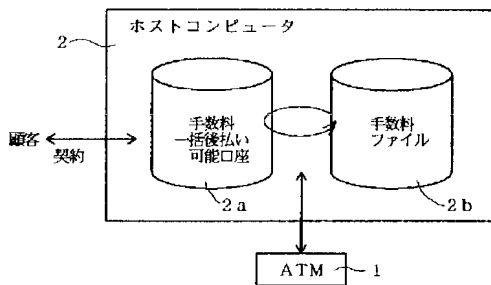 ホストコンピュータ
2
手数料
一括後払い
可能口座
手数料
ファイル
顧客
契約
2a
2b
ATM
1